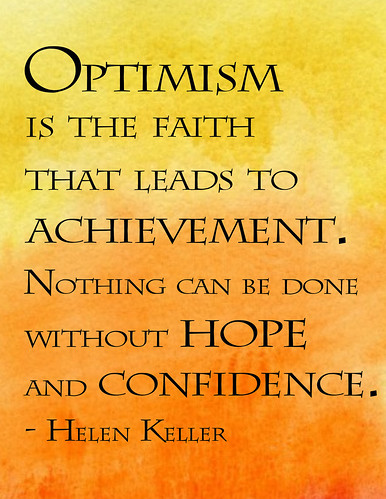 Optimism
is the faith
that leads to
achievement.
Nothing can be done
without HOPE
and confidence.
- Helen Keller